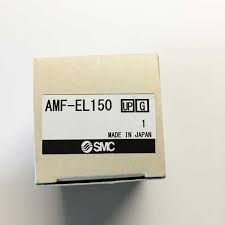 AMF-EL150 UP G
1
MADE IN JAPAN
SMC